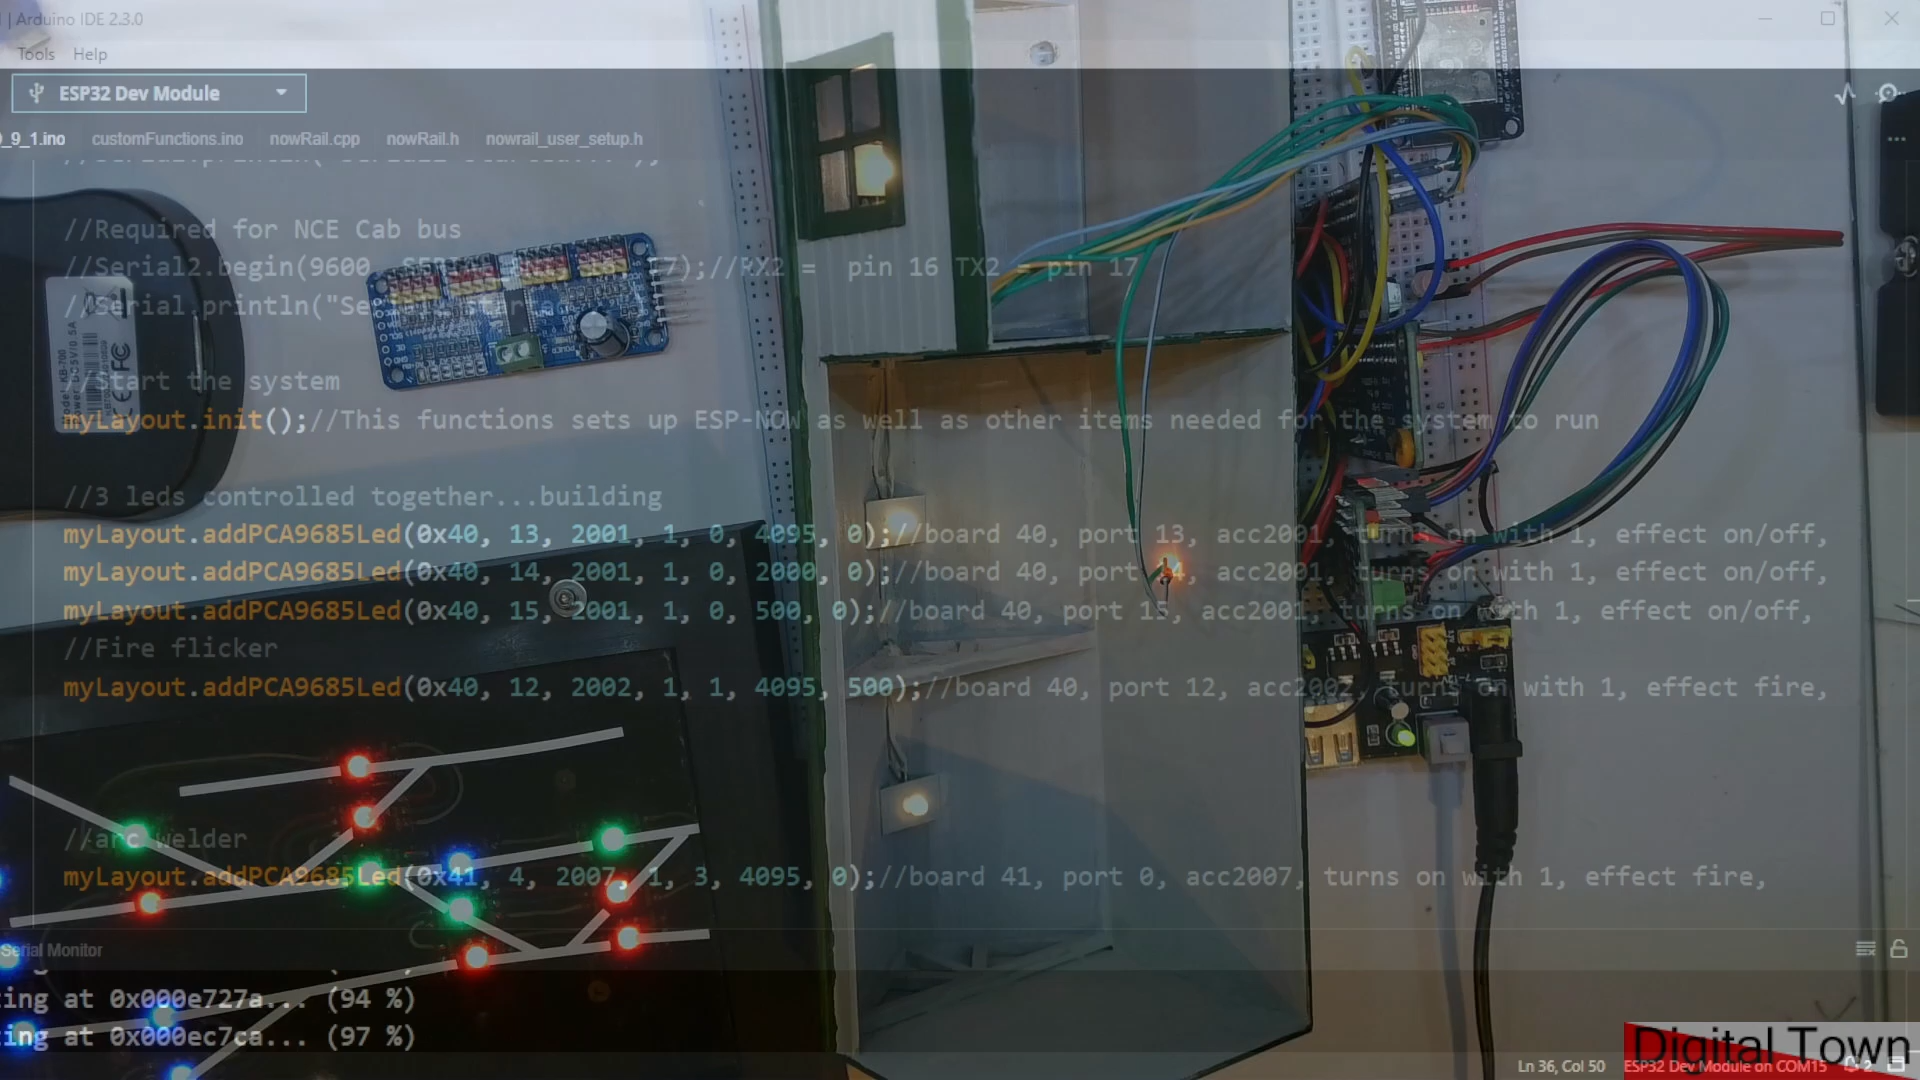 | Arduino IDE 2.3.0
Tools Help
ESP32 Dev Module
9_1.ino customFunctions.ino nowRail.cpp nowRail.h nowrail_user_setup.h
//Required for NCE Cab bus
//Serial2.begin(9600, 7);//RX2 = pin 16 TX2 = pin 17
//Serial.println("Se
//Start the system
myLayout.init();//This functions sets up ESP-NOW as well as other items needed for the system to run
//3 leds controlled together...building
myLayout.addPCA9685Led(0x40, 13, 2001, 1, 0, 4095, 0);//board 40, port 13, acc2001, turns on with 1, effect on/off,
myLayout.addPCA9685Led(0x40, 14, 2001, 1, 0, 2000, 0);//board 40, port 14, acc2001, turns on with 1, effect on/off,
myLayout.addPCA9685Led(0x40, 15, 2001, 1, 0, 500, 0);//board 40, port 15, acc2001, turns on with 1, effect on/off,
//Fire flicker
myLayout.addPCA9685Led(0x40, 12, 2002, 1, 1, 4095, 500);//board 40, port 12, acc2002, turns on with 1, effect fire,
//arc welder
myLayout.addPCA9685Led(0x41, 4, 2007, 1, 3, 4095, 0);//board 41, port 0, acc2007, turns on with 1, effect fire,
Serial Monitor
ing at 0x000e727a... (94 %)
ting at 0x000ec7ca... (97 %)
Digital Town
Ln 36, Col 50 ESP32 Dev Module on COM15 2